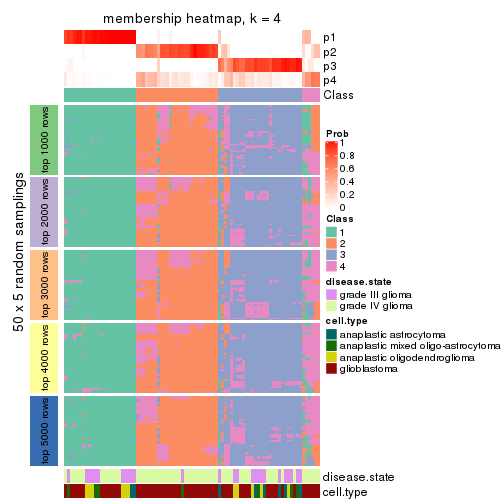 membership heatmap, k = 4
p1
p2
p3
p4
Class
50 x 5 random samplings
top 1000 rows
top 2000 rows
top 3000 rows
top 4000 rows
top 5000 rows
disease.state
cell.type
Prob
1
0.8
0.6
0.4
0.2
0
Class
1
2
3
4
disease.state
grade III glioma
grade IV glioma
cell.type
anaplastic astrocytoma
anaplastic mixed oligo-astrocytoma
anaplastic oligodendroglioma
glioblastoma